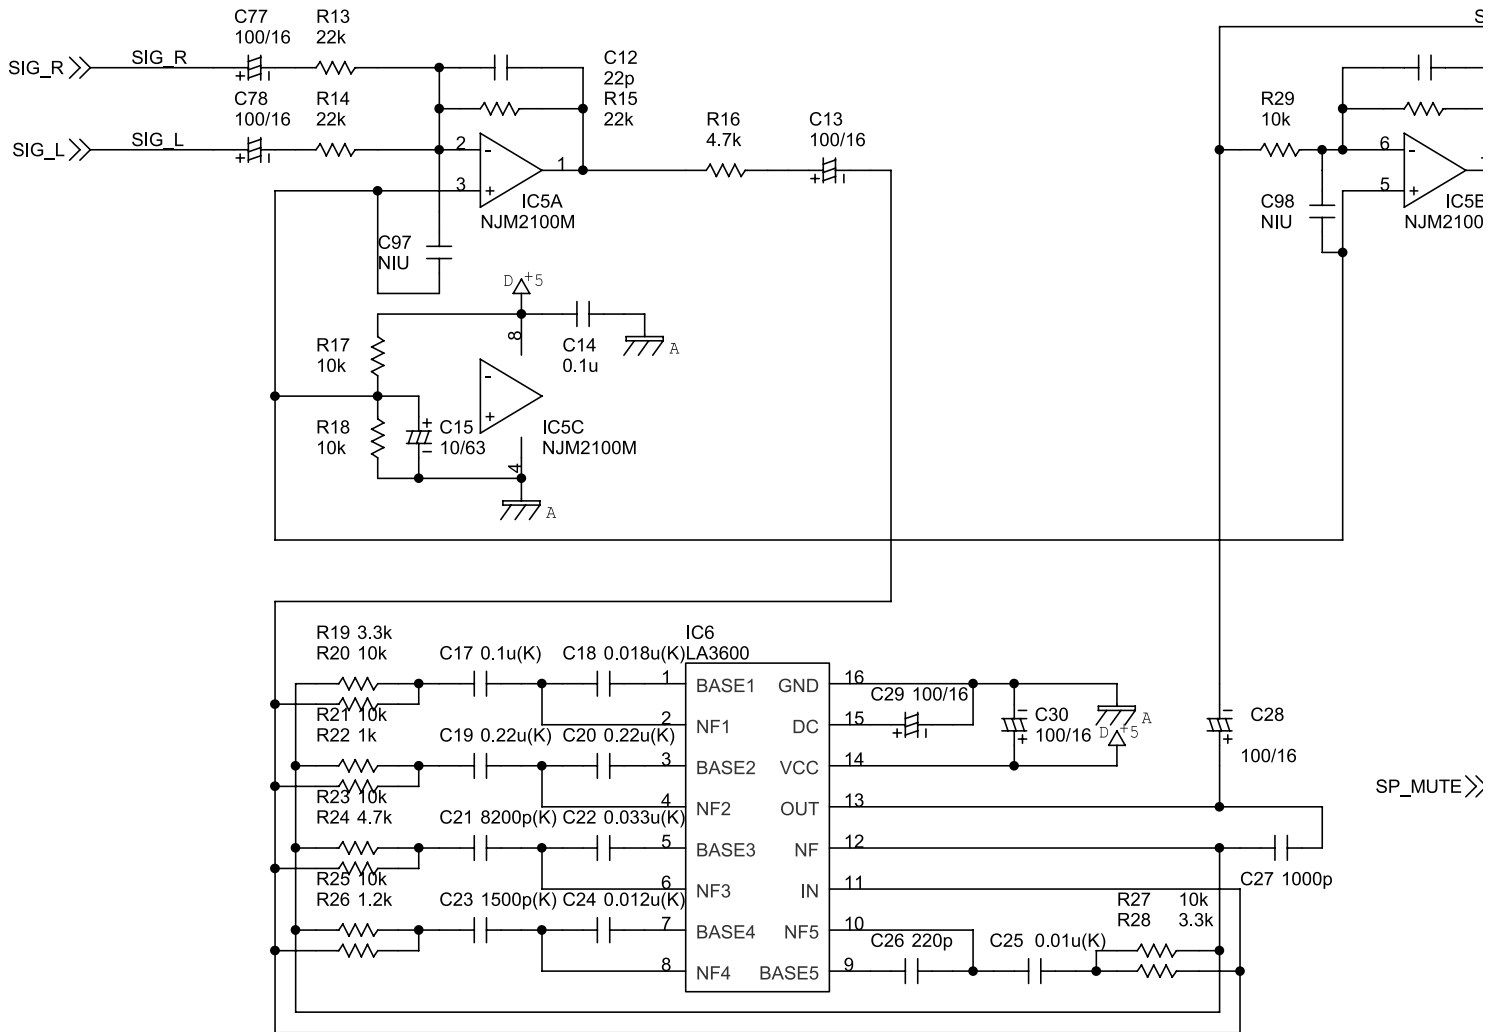 C77 R13
100/16 22k
SIG_R SIG_R
+ -
C12
22p
C78 R14
100/16 22k
R15
22k
SIG_L SIG_L
+ -
R16
4.7k
C13
100/16
+ -
2 -
3 +
1
IC5A
NJM2100M
C97
NIU
R29
10k
6 -
5 +
IC5B
NJM2100
C98
NIU
D +5
8
R17
10k
C14
0.1u
A
-
+
R18
10k
+
C15
10/63
-
IC5C
NJM2100M
4
A
R19 3.3k
R20 10k
C17 0.1u(K)
C18 0.018u(K)
IC6
LA3600
1 BASE1 GND 16
C29 100/16
R21 10k
R22 1k
2 NF1 DC 15
+ -
-
C30
100/16
+
A
D +5
-
C28
100/16
+
C19 0.22u(K)
C20 0.22u(K)
3 BASE2 VCC 14
R23 10k
R24 4.7k
4 NF2 OUT 13
SP_MUTE
C21 8200p(K)
C22 0.033u(K)
5 BASE3 NF 12
C27 1000p
R25 10k
R26 1.2k
6 NF3 IN 11
C23 1500p(K)
C24 0.012u(K)
7 BASE4 NF5 10
R27 10k
R28 3.3k
C26 220p
C25 0.01u(K)
8 NF4 BASE5 9